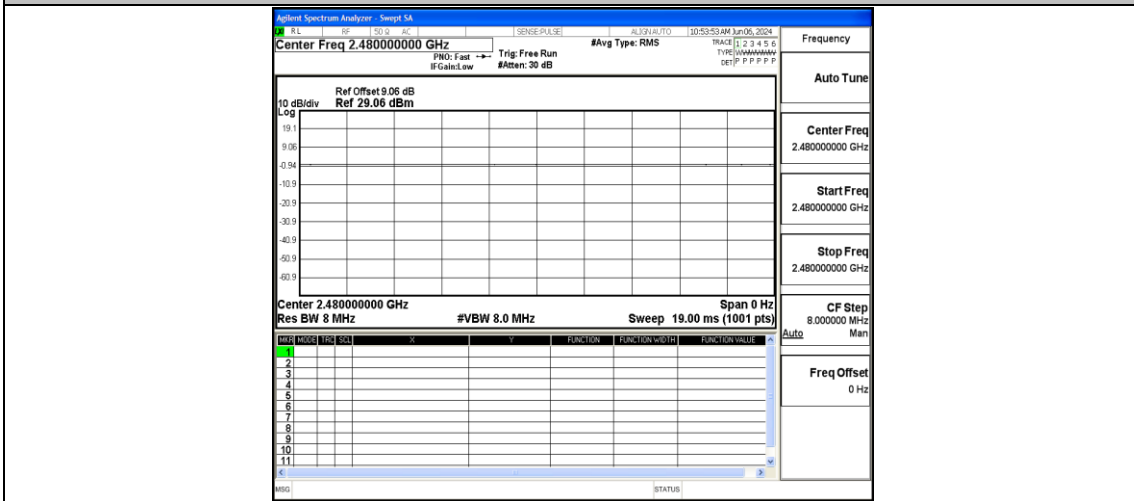 Agilent Spectrum Analyzer - Swept SA
RL RF 50 Ω AC SENSE:PULSE ALIGN AUTO 10:53:53 AM Jun 06, 2024
Center Freq 2.480000000 GHz
PNO: Fast
IFGain:Low
Trig: Free Run
#Atten: 30 dB
#Avg Type: RMS
TRACE 1 2 3 4 5 6
TYPE
DET P P P P P P
Ref Offset 9.06 dB
10 dB/div Ref 29.06 dBm
Log
19.1
9.06
-0.94
-10.9
-20.9
-30.9
-40.9
-50.9
-60.9
Center 2.480000000 GHz Span 0 Hz
Res BW 8 MHz #VBW 8.0 MHz Sweep 19.00 ms (1001 pts)
MKR MODE TRC SCL X Y FUNCTION FUNCTION WIDTH FUNCTION VALUE
1
2
3
4
5
6
7
8
9
10
11
MSG STATUS
Frequency
Auto Tune
Center Freq
2.480000000 GHz
Start Freq
2.480000000 GHz
Stop Freq
2.480000000 GHz
CF Step
8.000000 MHz
Auto Man
Freq Offset
0 Hz